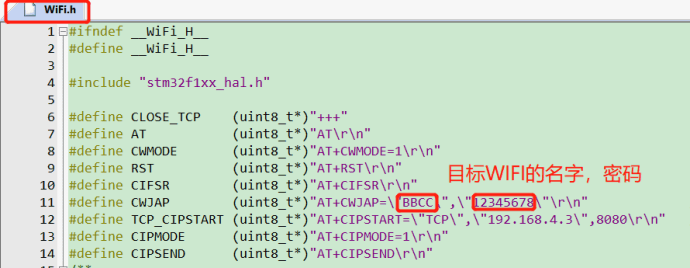 WiFi.h
1 #ifndef __WiFi_H__
2 #define __WiFi_H__
3
4 #include "stm32f1xx_hal.h"
5
6 #define CLOSE_TCP (uint8_t*)"+++"
7 #define AT (uint8_t*)"AT\r\n"
8 #define CWMODE (uint8_t*)"AT+CWMODE=1\r\n"
9 #define RST (uint8_t*)"AT+RST\r\n"
10 #define CIFSR (uint8_t*)"AT+CIFSR\r\n"
目标WIFI的名字，密码
11 #define CWJAP (uint8_t*)"AT+CWJAP=\"BBCC\",\"12345678\"\r\n"
12 #define TCP_CIPSTART (uint8_t*)"AT+CIPSTART=\"TCP\",\"192.168.4.3\",8080\r\n"
13 #define CIPMODE (uint8_t*)"AT+CIPMODE=1\r\n"
14 #define CIPSEND (uint8_t*)"AT+CIPSEND\r\n"
15 /**